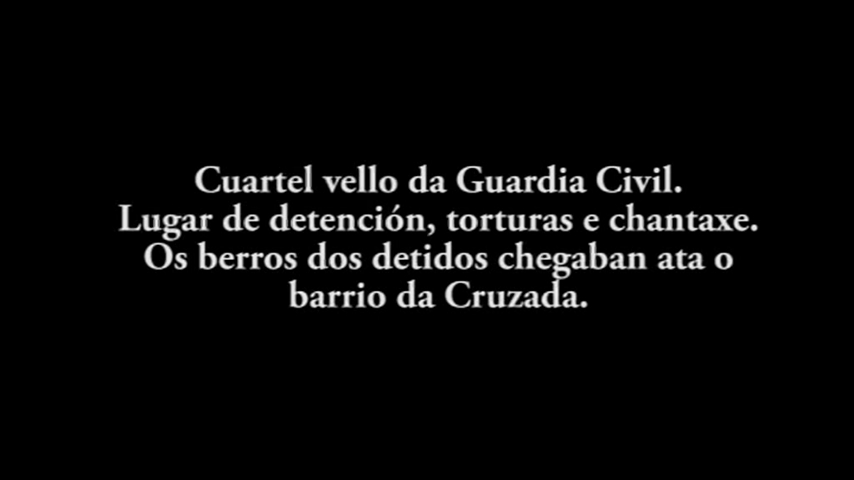 Cuartel vello da Guardia Civil.
Lugar de detención, torturas e chantaxe.
Os berros dos detidos chegaban ata o
barrio da Cruzada.